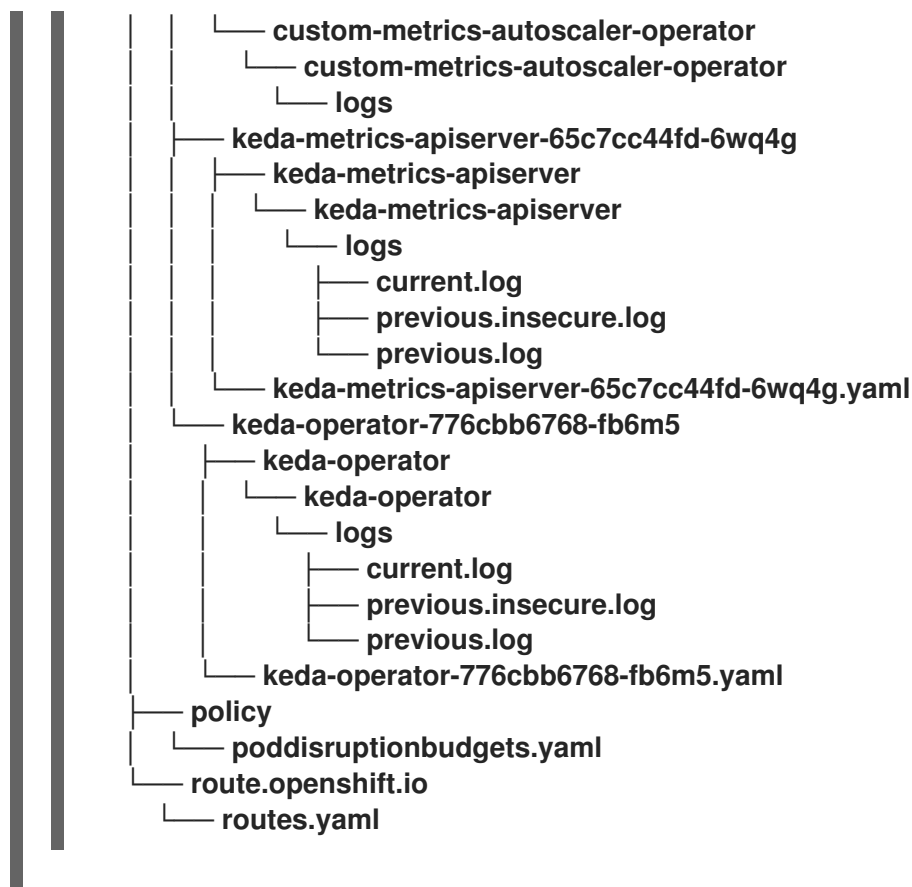 │ │ └── custom-metrics-autoscaler-operator
│ │ └── custom-metrics-autoscaler-operator
│ │ └── logs
│ ├── keda-metrics-apiserver-65c7cc44fd-6wq4g
│ │ ├── keda-metrics-apiserver
│ │ │ └── keda-metrics-apiserver
│ │ │ └── logs
│ │ │ ├── current.log
│ │ │ ├── previous.insecure.log
│ │ │ └── previous.log
│ │ └── keda-metrics-apiserver-65c7cc44fd-6wq4g.yaml
│ └── keda-operator-776cbb6768-fb6m5
│ ├── keda-operator
│ │ └── keda-operator
│ │ └── logs
│ │ ├── current.log
│ │ ├── previous.insecure.log
│ │ └── previous.log
│ └── keda-operator-776cbb6768-fb6m5.yaml
├── policy
│ └── poddisruptionbudgets.yaml
└── route.openshift.io
└── routes.yaml